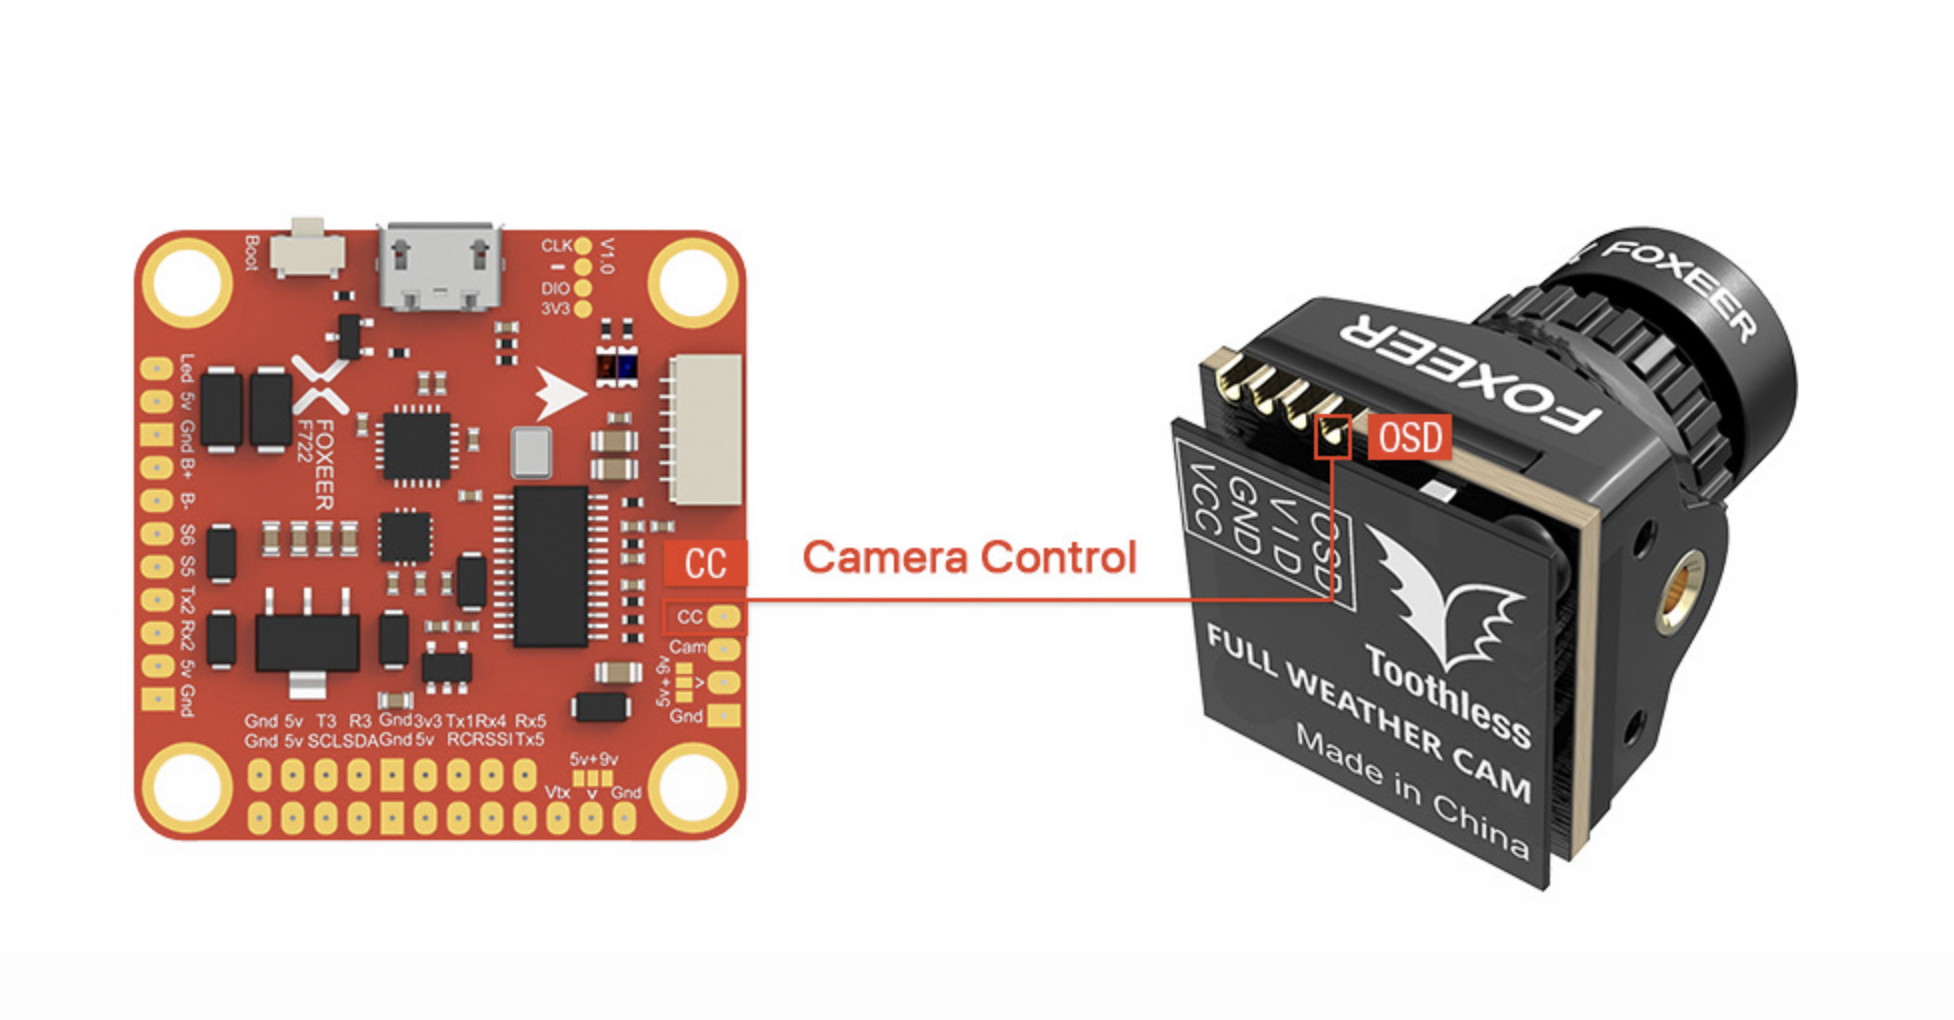 Boot
CLK
-
DIO
3V3
V1.0
Led
5v
Gnd
B+
B-
S6
S5
Tx2
Rx2
5v
Gnd
FOXEER
F722
CC
CC
Cam
5v+9v
v
Gnd
Gnd 5v T3 R3 Gnd 3v3 Tx1 Rx4 Rx5
Gnd 5v SCL SDA Gnd 5v RC RSSI Tx5
5v+9v
Vtx v Gnd
Camera Control
OSD
FOXEER
FOXEER
OSD
VID
GND
VCC
Toothless
FULL WEATHER CAM
Made in China